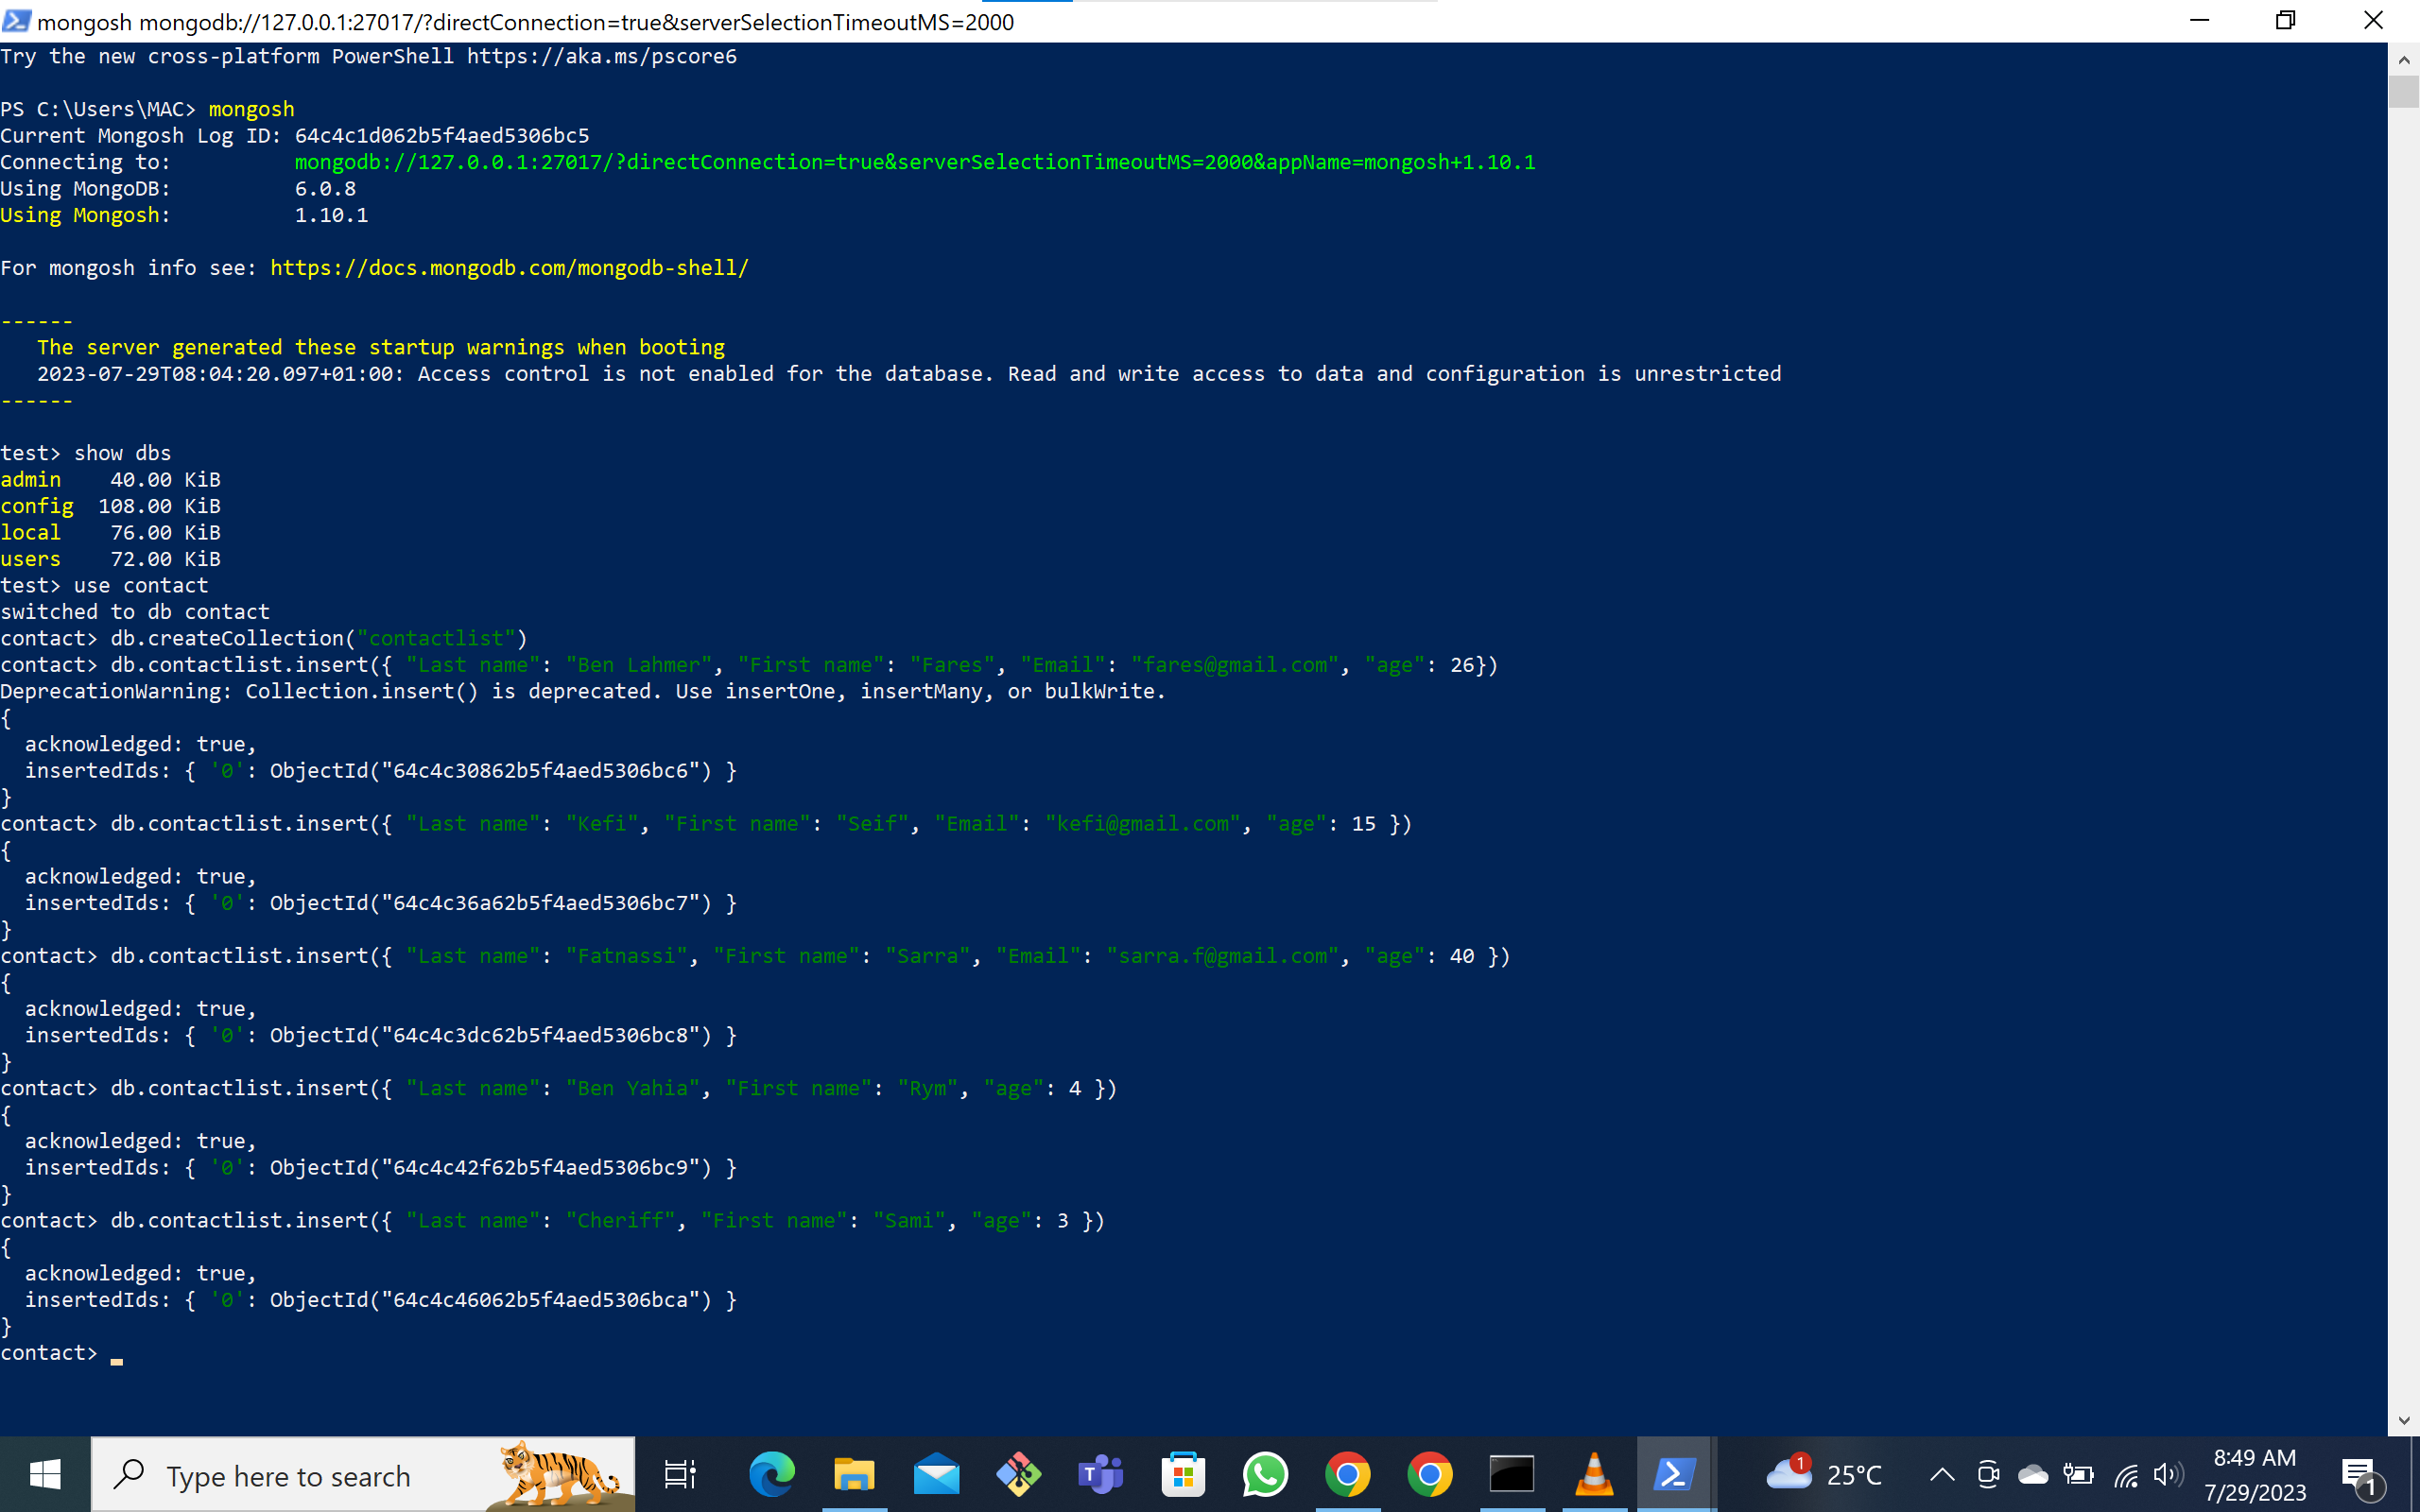 mongosh mongodb://127.0.0.1:27017/?directConnection=true&serverSelectionTimeoutMS=2000
Try the new cross-platform PowerShell https://aka.ms/pscore6
PS C:\Users\MAC> mongosh
Current Mongosh Log ID: 64c4c1d062b5f4aed5306bc5
Connecting to:          mongodb://127.0.0.1:27017/?directConnection=true&serverSelectionTimeoutMS=2000&appName=mongosh+1.10.1
Using MongoDB:          6.0.8
Using Mongosh:          1.10.1
For mongosh info see: https://docs.mongodb.com/mongodb-shell/
------
   The server generated these startup warnings when booting
   2023-07-29T08:04:20.097+01:00: Access control is not enabled for the database. Read and write access to data and configuration is unrestricted
------
test> show dbs
admin    40.00 KiB
config  108.00 KiB
local    76.00 KiB
users    72.00 KiB
test> use contact
switched to db contact
contact> db.createCollection("contactlist")
contact> db.contactlist.insert({ "Last name": "Ben Lahmer", "First name": "Fares", "Email": "fares@gmail.com", "age": 26})
DeprecationWarning: Collection.insert() is deprecated. Use insertOne, insertMany, or bulkWrite.
{
  acknowledged: true,
  insertedIds: { '0': ObjectId("64c4c30862b5f4aed5306bc6") }
}
contact> db.contactlist.insert({ "Last name": "Kefi", "First name": "Seif", "Email": "kefi@gmail.com", "age": 15 })
{
  acknowledged: true,
  insertedIds: { '0': ObjectId("64c4c36a62b5f4aed5306bc7") }
}
contact> db.contactlist.insert({ "Last name": "Fatnassi", "First name": "Sarra", "Email": "sarra.f@gmail.com", "age": 40 })
{
  acknowledged: true,
  insertedIds: { '0': ObjectId("64c4c3dc62b5f4aed5306bc8") }
}
contact> db.contactlist.insert({ "Last name": "Ben Yahia", "First name": "Rym", "age": 4 })
{
  acknowledged: true,
  insertedIds: { '0': ObjectId("64c4c42f62b5f4aed5306bc9") }
}
contact> db.contactlist.insert({ "Last name": "Cheriff", "First name": "Sami", "age": 3 })
{
  acknowledged: true,
  insertedIds: { '0': ObjectId("64c4c46062b5f4aed5306bca") }
}
contact>
Type here to search
T
1
25°C
8:49 AM
7/29/2023
1